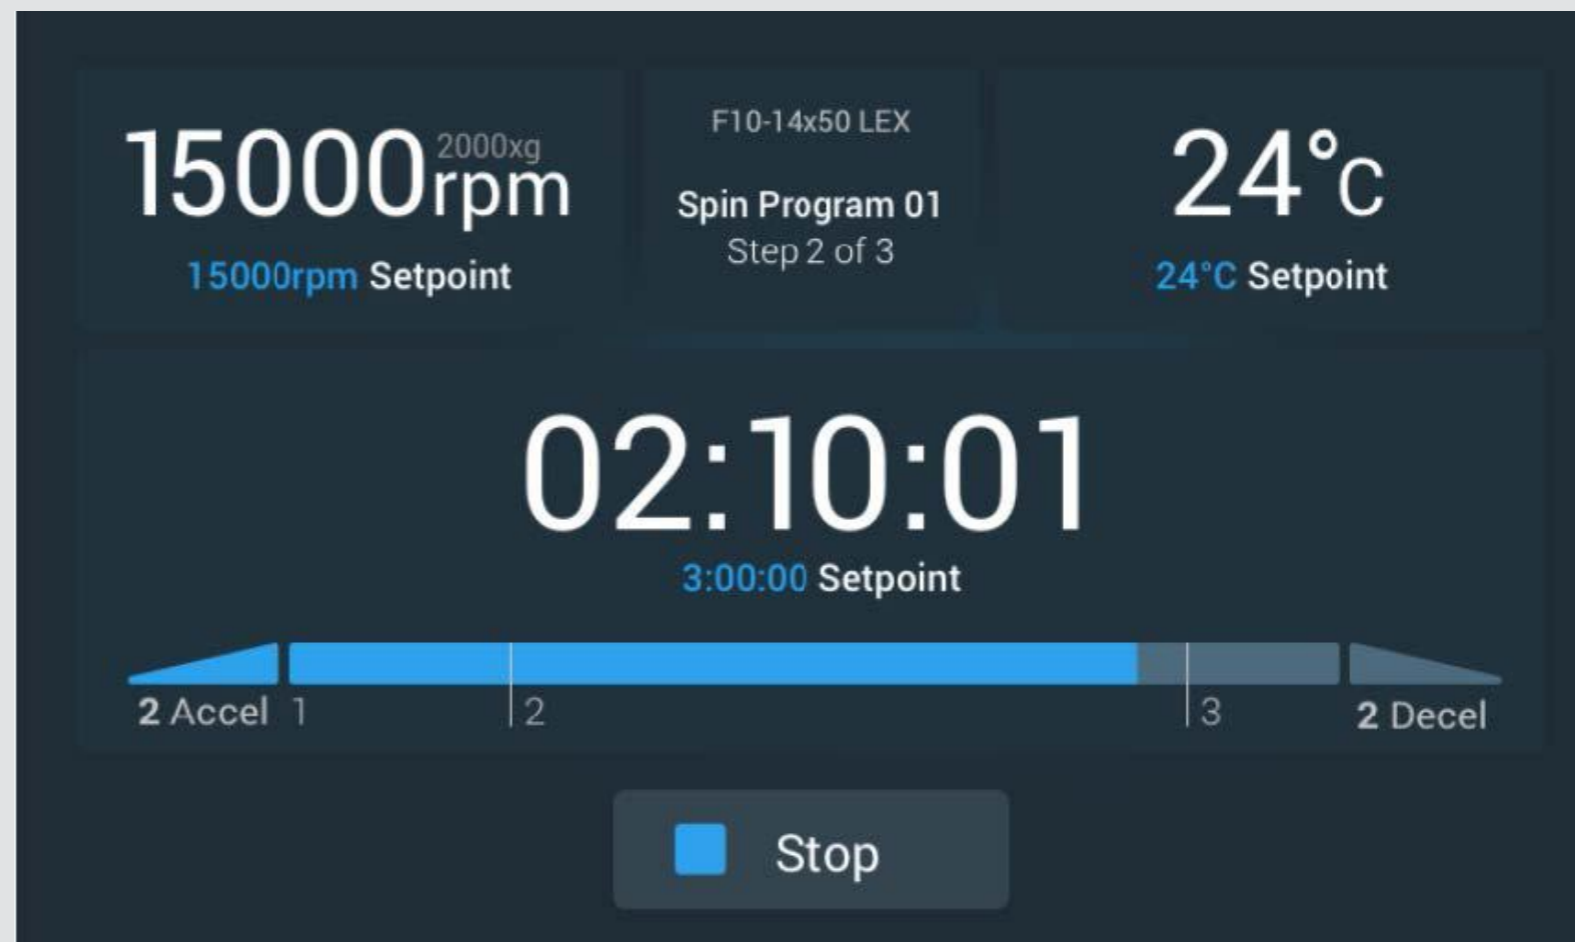 15000rpm
2000xg
15000rpm Setpoint
F10-14x50 LEX
Spin Program 01
Step 2 of 3
24°C
24°C Setpoint
02:10:01
3:00:00 Setpoint
2 Accel 1 2 3 2 Decel
Stop